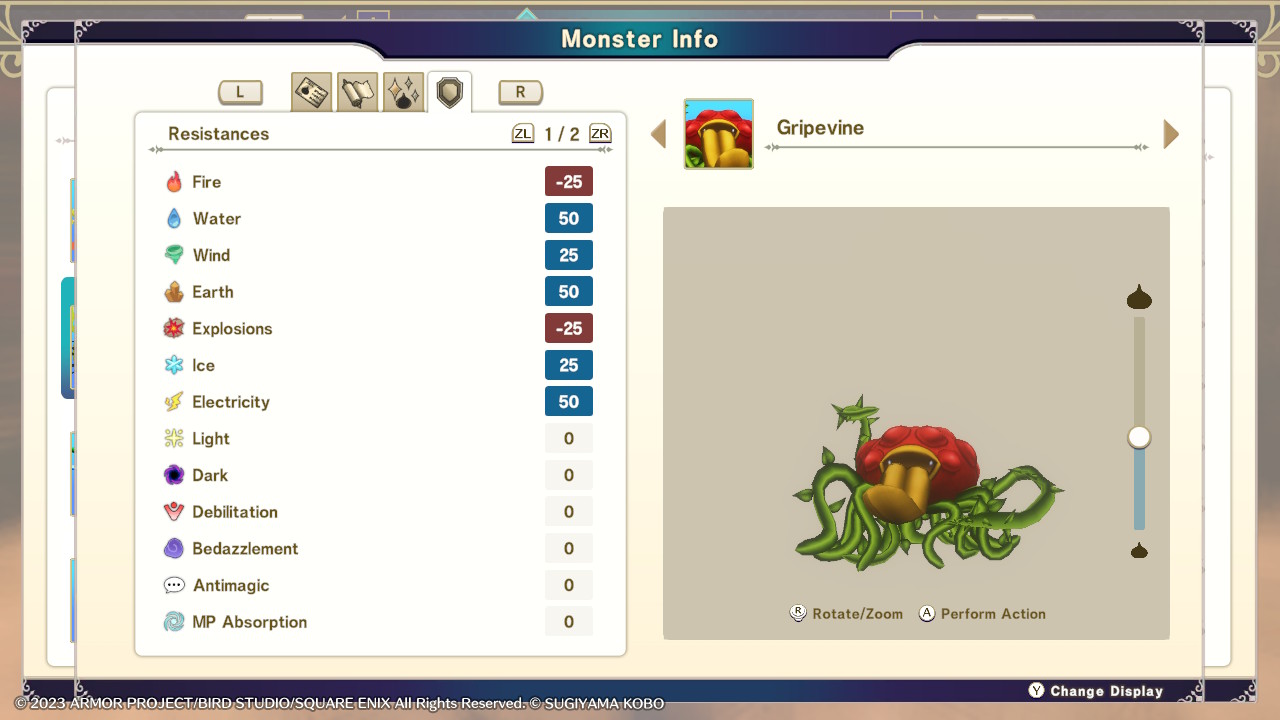 Monster Info
L
R
Resistances
ZL 1 / 2 ZR
Fire -25
Water 50
Wind 25
Earth 50
Explosions -25
Ice 25
Electricity 50
Light 0
Dark 0
Debilitation 0
Bedazzlement 0
Antimagic 0
MP Absorption 0
Gripevine
R Rotate/Zoom A Perform Action
Y Change Display
© 2023 ARMOR PROJECT/BIRD STUDIO/SQUARE ENIX All Rights Reserved. © SUGIYAMA KOBO